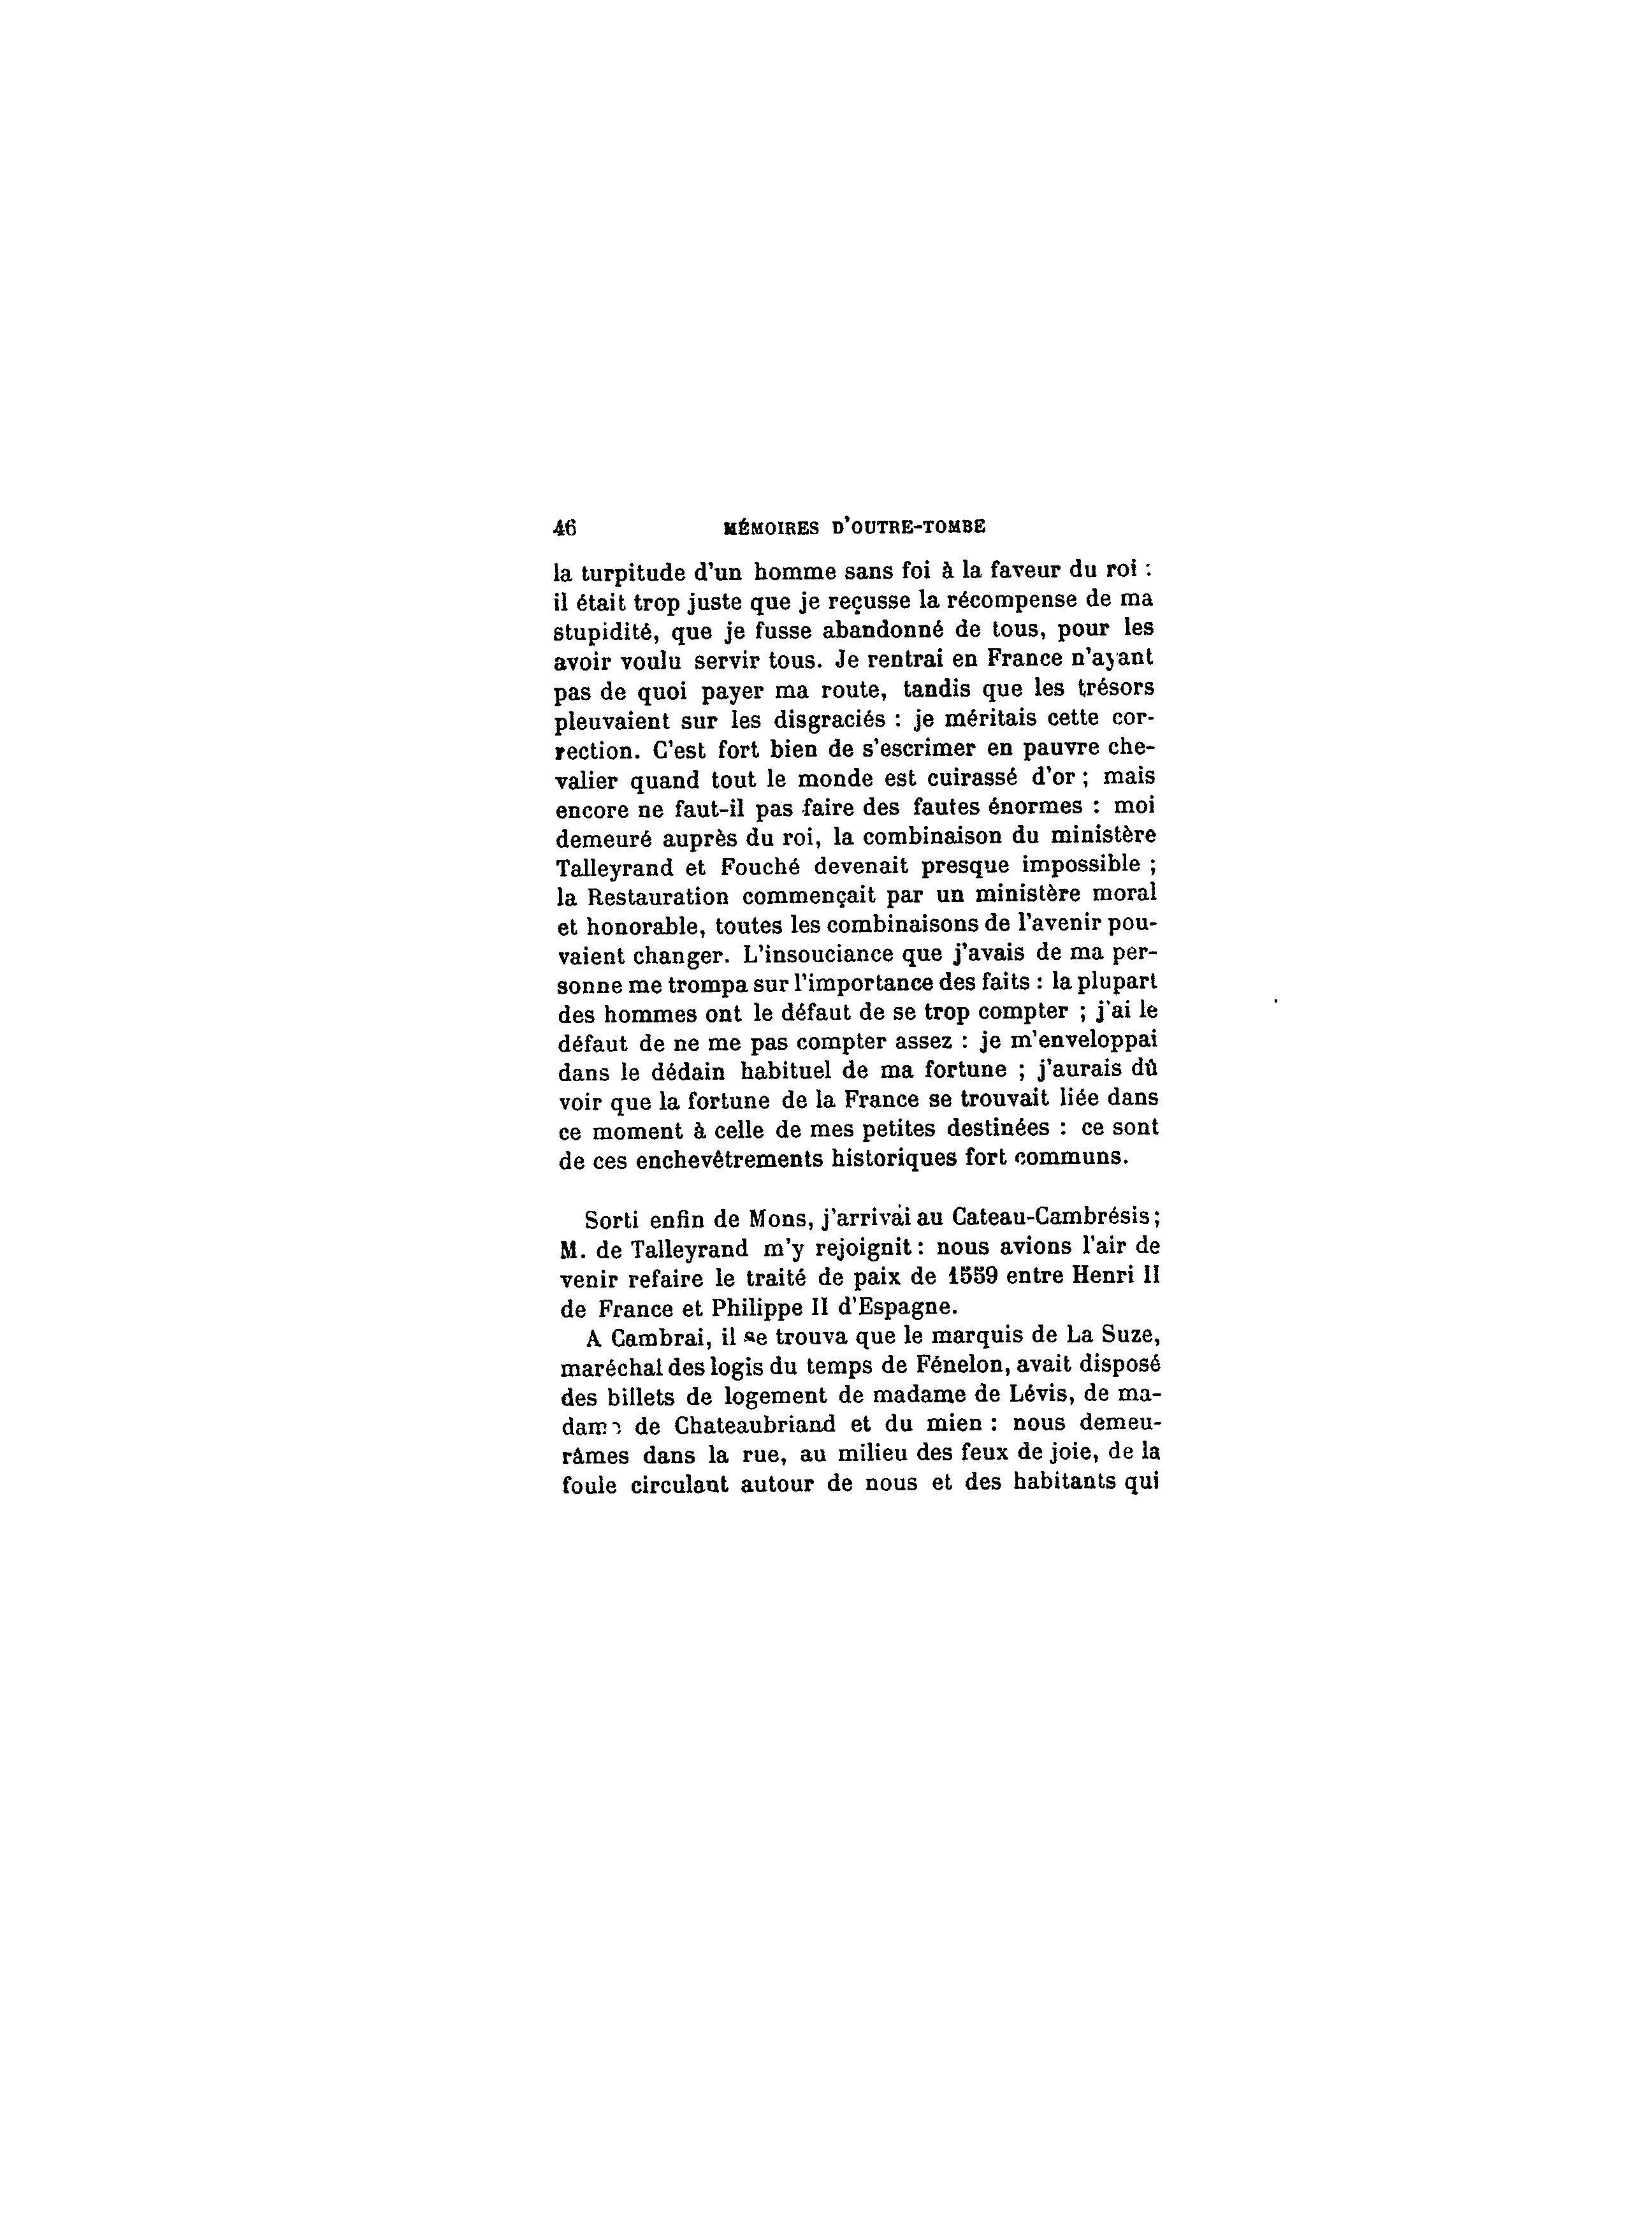 46 MÉMOIRES D'OUTRE-TOMBE
la turpitude d'un homme sans foi à la faveur du roi :
il était trop juste que je reçusse la récompense de ma
stupidité, que je fusse abandonné de tous, pour les
avoir voulu servir tous. Je rentrai en France n'ayant
pas de quoi payer ma route, tandis que les trésors
pleuvaient sur les disgraciés : je méritais cette cor-
rection. C'est fort bien de s'escrimer en pauvre che-
valier quand tout le monde est cuirassé d'or ; mais
encore ne faut-il pas faire des fautes énormes : moi
demeuré auprès du roi, la combinaison du ministère
Talleyrand et Fouché devenait presque impossible ;
la Restauration commençait par un ministère moral
et honorable, toutes les combinaisons de l'avenir pou-
vaient changer. L'insouciance que j'avais de ma per-
sonne me trompa sur l'importance des faits : la plupart
des hommes ont le défaut de se trop compter ; j'ai le
défaut de ne me pas compter assez : je m'enveloppai
dans le dédain habituel de ma fortune ; j'aurais dû
voir que la fortune de la France se trouvait liée dans
ce moment à celle de mes petites destinées : ce sont
de ces enchevêtrements historiques fort communs.
Sorti enfin de Mons, j'arrivai au Cateau-Cambrésis ;
M. de Talleyrand m'y rejoignit : nous avions l'air de
venir refaire le traité de paix de 1559 entre Henri II
de France et Philippe II d'Espagne.
A Cambrai, il se trouva que le marquis de La Suze,
maréchal des logis du temps de Fénelon, avait disposé
des billets de logement de madame de Lévis, de ma-
dame de Chateaubriand et du mien : nous demeu-
râmes dans la rue, au milieu des feux de joie, de la
foule circulant autour de nous et des habitants qui